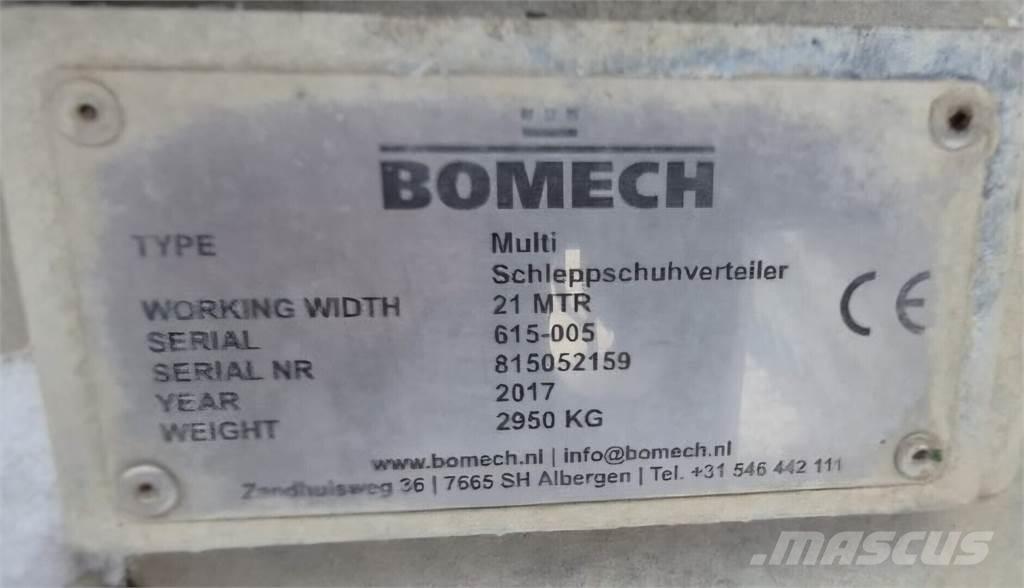 BOMECH
TYPE Multi
Schleppschuhverteiler
WORKING WIDTH 21 MTR
SERIAL 615-005
SERIAL NR 815052159
YEAR 2017
WEIGHT 2950 KG
CE
www.bomech.nl | info@bomech.nl
Zandhuisweg 36 | 7665 SH Albergen | Tel. +31 546 442 111
MASCUS